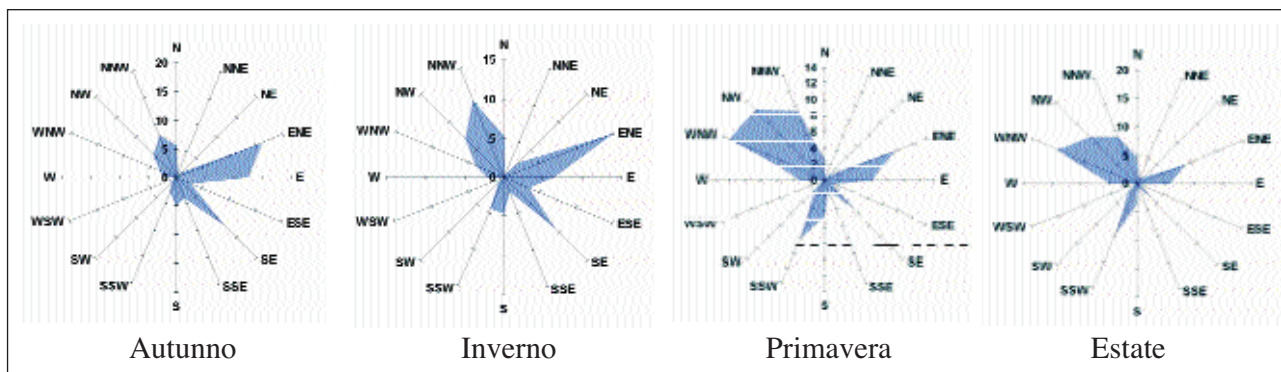 N
NNW
NNE
NW
NE
WNW
ENE
W
E
WSW
ESE
SW
SE
SSW
SSE
S
20
15
10
5
0
Autunno
N
NNW
NNE
NW
NE
WNW
ENE
W
E
WSW
ESE
SW
SE
SSW
SSE
S
15
10
5
0
Inverno
N
NNW
NNE
NW
NE
WNW
ENE
W
E
WSW
ESE
SW
SE
SSW
SSE
S
14
12
10
8
6
4
2
0
Primavera
N
NNW
NNE
NW
NE
WNW
ENE
W
E
WSW
ESE
SW
SE
SSW
SSE
S
20
15
10
5
0
Estate